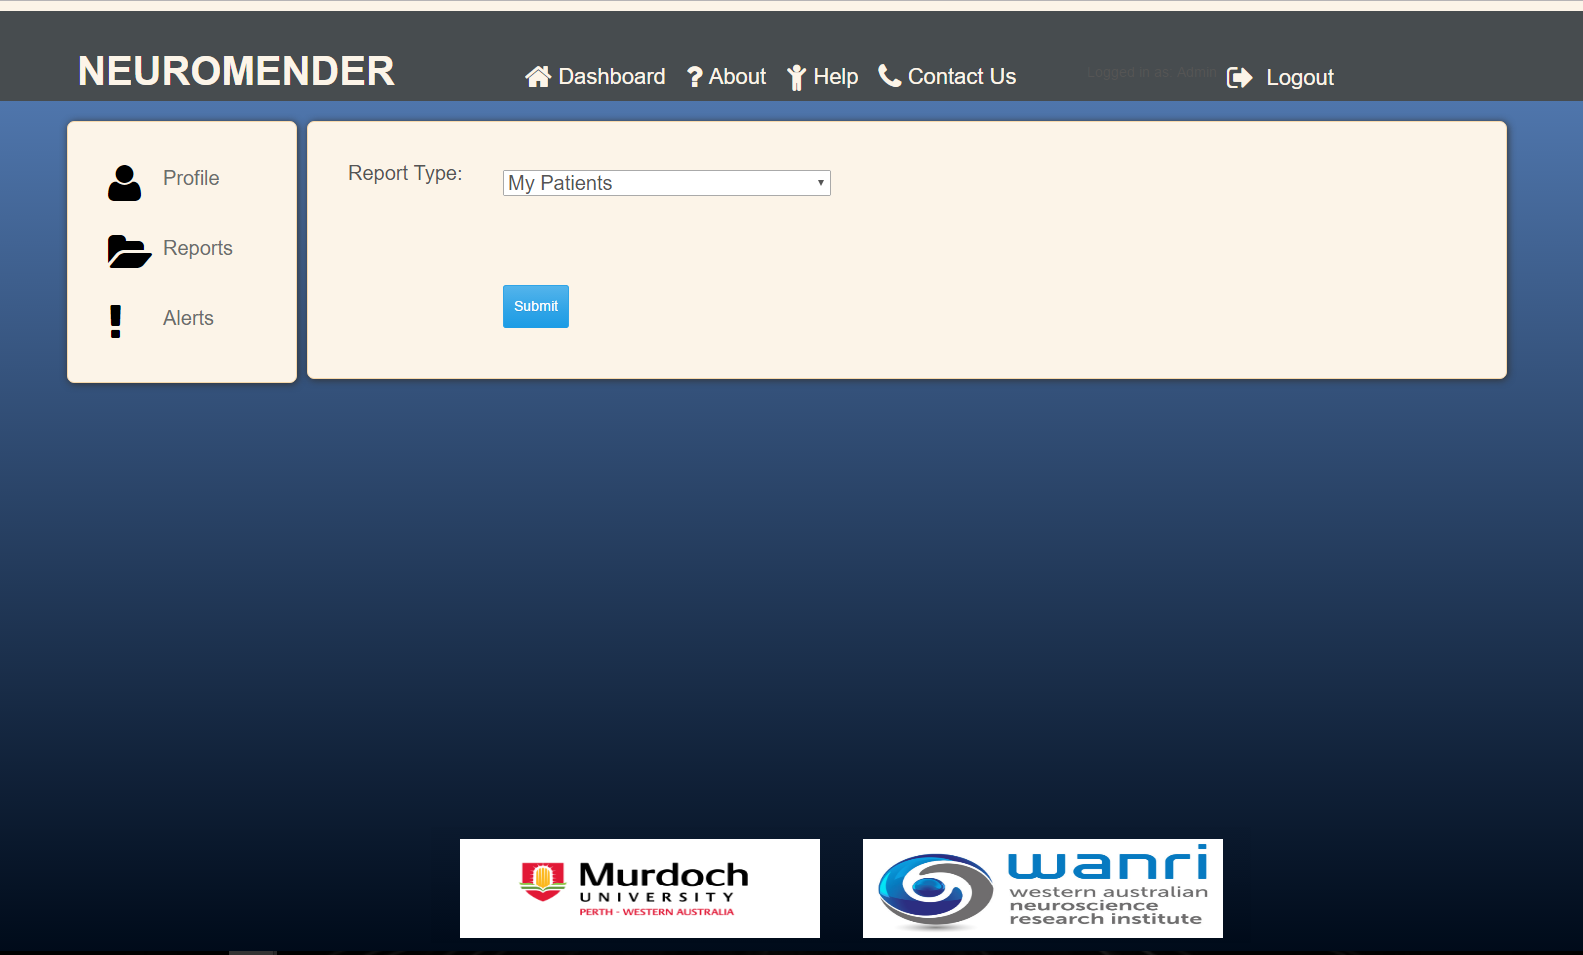 NEUROMENDER
Dashboard
? About
Help
Contact Us
Logged in as: Admin
Logout
Profile
Reports
! Alerts
Report Type:
My Patients
Submit
Murdoch
UNIVERSITY
PERTH - WESTERN AUSTRALIA
wanri
western australian
neuroscience
research institute